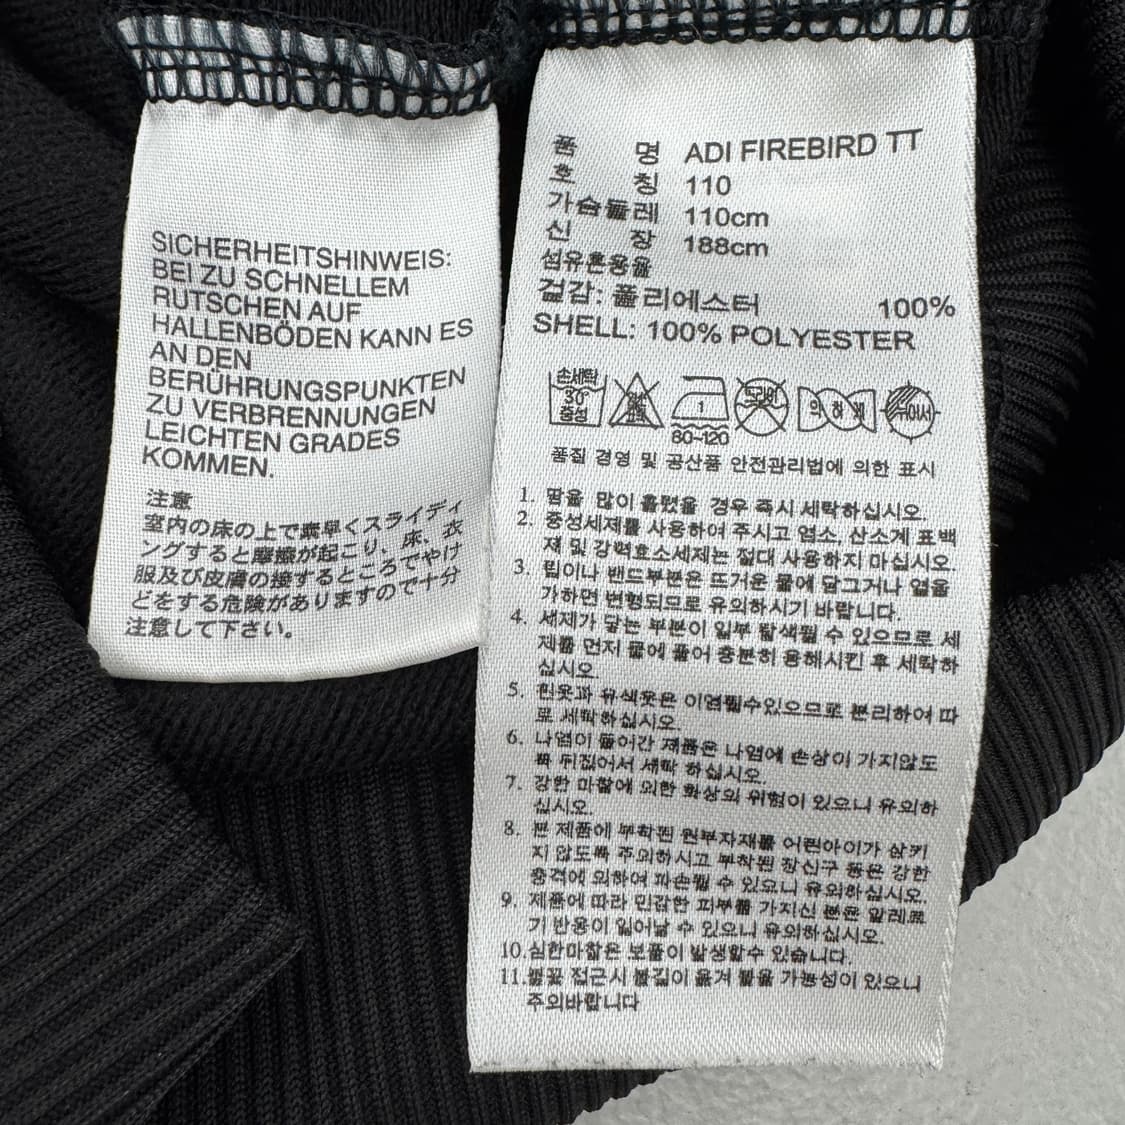 SICHERHEITSHINWEIS:
BEI ZU SCHNELLEM
RUTSCHEN AUF
HALLENBÖDEN KANN ES
AN DEN
BERÜHRUNGSPUNKTEN
ZU VERBRENNUNGEN
LEICHTEN GRADES
KOMMEN.
注意
室内の床の上で素早くスライディ
ングすると摩擦が起こり、床、衣
服及び皮膚の接するところでやけ
どをする危険がありますので十分
注意して下さい。
품 명 ADI FIREBIRD TT
호 칭 110
가슴둘레 110cm
신 장 188cm
섬유혼용율
겉감: 폴리에스터 100%
SHELL: 100% POLYESTER
손세탁
30°
중성
1
80~120
드라이
약하게
뉘어서
품질 경영 및 공산품 안전관리법에 의한 표시
1. 땀을 많이 흘렸을 경우 즉시 세탁하십시오.
2. 중성세제를 사용하여 주시고 염소, 산소계 표백
제 및 강력효소세제는 절대 사용하지 마십시오.
3. 립이나 밴드부분은 뜨거운 물에 담그거나 열을
가하면 변형되므로 유의하시기 바랍니다.
4. 세제가 닿는 부분이 일부 탈색될 수 있으므로 세
제를 먼저 물에 풀어 충분히 용해시킨 후 세탁하
십시오.
5. 흰옷과 유색옷은 이염될수있으므로 분리하여 따
로 세탁하십시오.
6. 나염이 들어간 제품은 나염에 손상이 가지않도
록 뒤집어서 세탁 하십시오.
7. 강한 마찰에 의한 화상의 위험이 있으니 유의하
십시오.
8. 본 제품에 부착된 원부자재를 어린아이가 삼키
지 않도록 주의하시고 부착된 장신구 등은 강한
충격에 의하여 파손될 수 있으니 유의하십시오.
9. 제품에 따라 민감한 피부를 가지신 분은 알레르
기 반응이 일어날 수 있으니 유의하십시오.
10. 심한마찰은 보풀이 발생할수 있습니다.
11. 불꽃 접근시 불길이 옮겨 붙을 가능성이 있으니
주의바랍니다